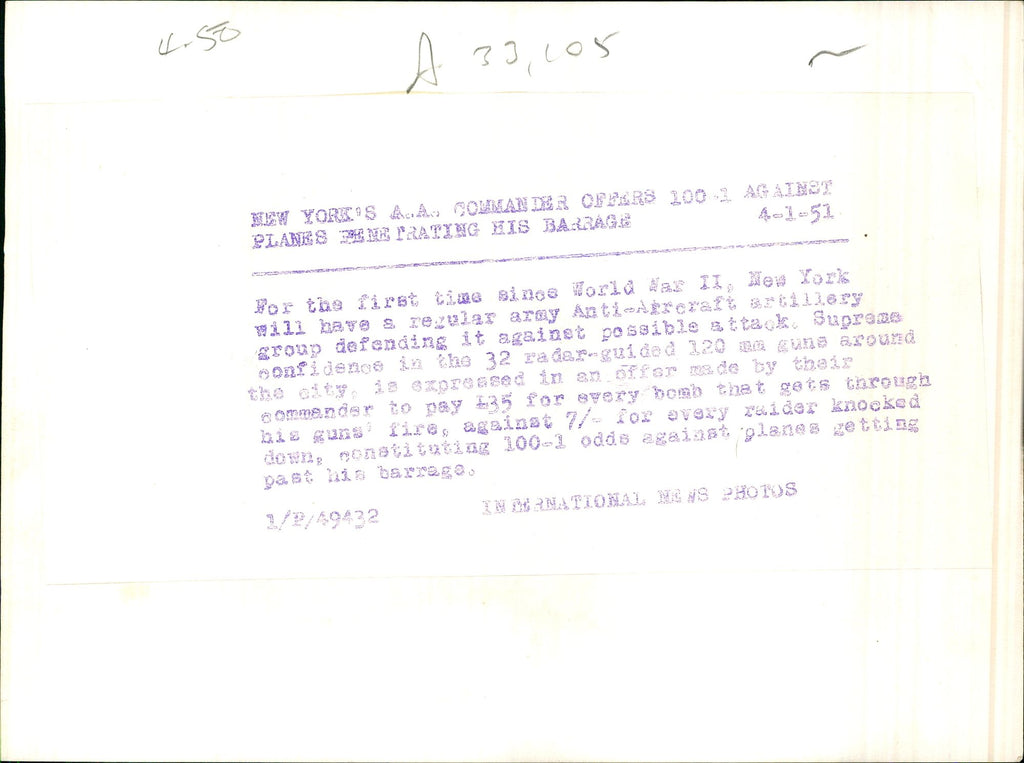 4.50
A 33,105
NEW YORK'S A.A. COMMANDER OFFERS 100-1 AGAINST
PLANES PENETRATING HIS BARRAGE 4-1-51
For the first time since World War II, New York
will have a regular army Anti-Aircraft artillery
group defending it against possible attack. Supreme
confidence in the 32 radar-guided 120 mm guns around
the city, is expressed in an offer made by their
commander to pay £35 for every bomb that gets through
his guns' fire, against 7/- for every raider knocked
down, constituting 100-1 odds against planes getting
past his barrage.
1/P/49432 INTERNATIONAL NEWS PHOTOS